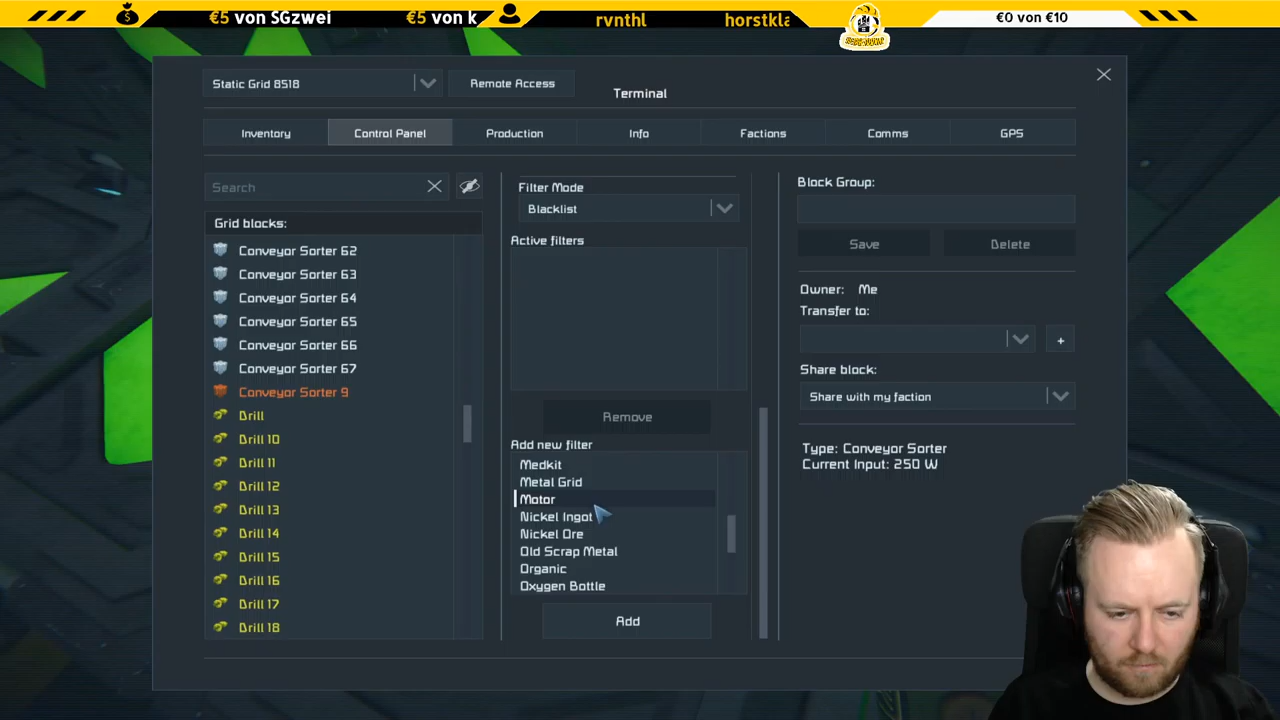 €5 von SGzwei
€5 von k
rvnthl
horstkla
€0 von €10
Static Grid 8518
Remote Access
Terminal
Inventory
Control Panel
Production
Info
Factions
Comms
GPS
Search
Grid blocks:
Conveyor Sorter 62
Conveyor Sorter 63
Conveyor Sorter 64
Conveyor Sorter 65
Conveyor Sorter 66
Conveyor Sorter 67
Conveyor Sorter 9
Drill
Drill 10
Drill 11
Drill 12
Drill 13
Drill 14
Drill 15
Drill 16
Drill 17
Drill 18
Filter Mode
Blacklist
Active filters
Remove
Add new filter
Medkit
Metal Grid
Motor
Nickel Ingot
Nickel Ore
Old Scrap Metal
Organic
Oxygen Bottle
Add
Block Group:
Save
Delete
Owner: Me
Transfer to:
+
Share block:
Share with my faction
Type: Conveyor Sorter
Current Input: 250 W